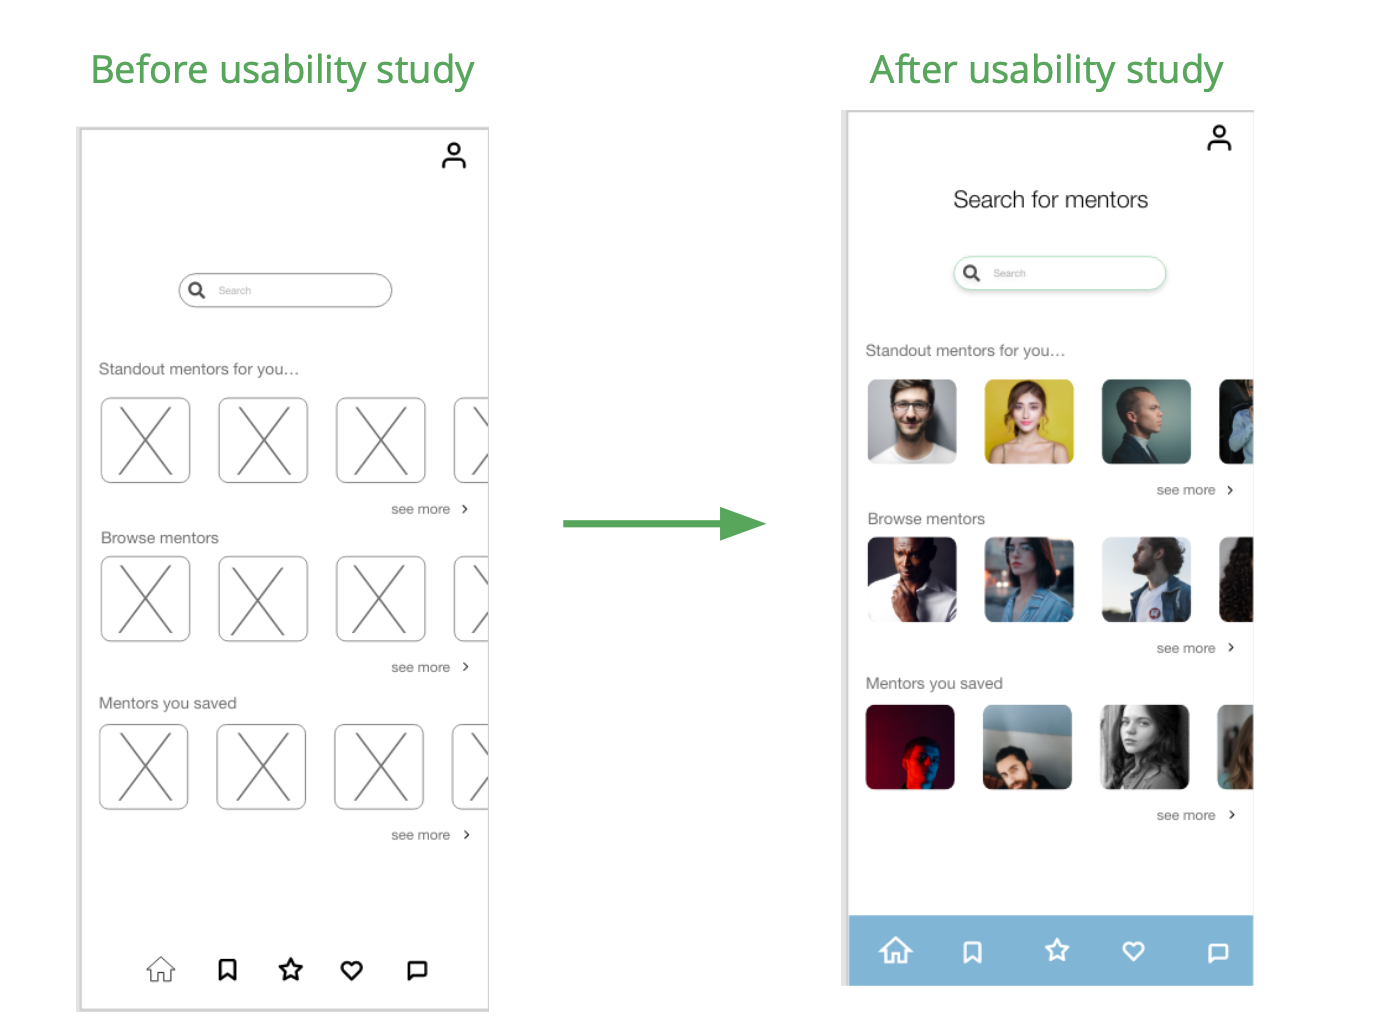 Before usability study
After usability study
Search
Standout mentors for you...
see more
Browse mentors
see more
Mentors you saved
see more
Search for mentors
Search
Standout mentors for you...
see more
Browse mentors
see more
Mentors you saved
see more